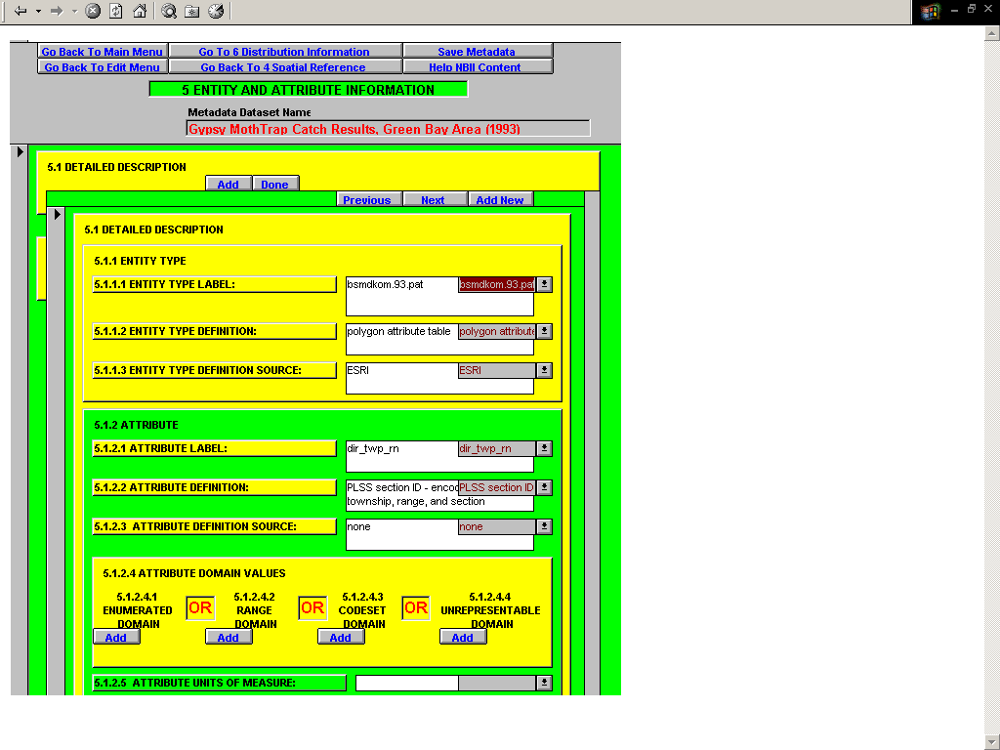 Go Back To Main Menu Go To 6 Distribution Information Save Metadata
Go Back To Edit Menu Go Back To 4 Spatial Reference Help NBII Content
5 ENTITY AND ATTRIBUTE INFORMATION
Metadata Dataset Name
Gypsy MothTrap Catch Results, Green Bay Area (1993)
5.1 DETAILED DESCRIPTION
Add Done
Previous Next Add New
5.1 DETAILED DESCRIPTION
5.1.1 ENTITY TYPE
5.1.1.1 ENTITY TYPE LABEL: bsmdkom.93.pat bsmdkom.93.pat
5.1.1.2 ENTITY TYPE DEFINITION: polygon attribute table polygon attribute
5.1.1.3 ENTITY TYPE DEFINITION SOURCE: ESRI ESRI
5.1.2 ATTRIBUTE
5.1.2.1 ATTRIBUTE LABEL: dir_twp_rn dir_twp_rn
5.1.2.2 ATTRIBUTE DEFINITION: PLSS section ID - encod PLSS section ID
township, range, and section
5.1.2.3 ATTRIBUTE DEFINITION SOURCE: none none
5.1.2.4 ATTRIBUTE DOMAIN VALUES
5.1.2.4.1 5.1.2.4.2 5.1.2.4.3 5.1.2.4.4
ENUMERATED OR RANGE OR CODESET OR UNREPRESENTABLE
DOMAIN DOMAIN DOMAIN DOMAIN
Add Add Add Add
5.1.2.5 ATTRIBUTE UNITS OF MEASURE: